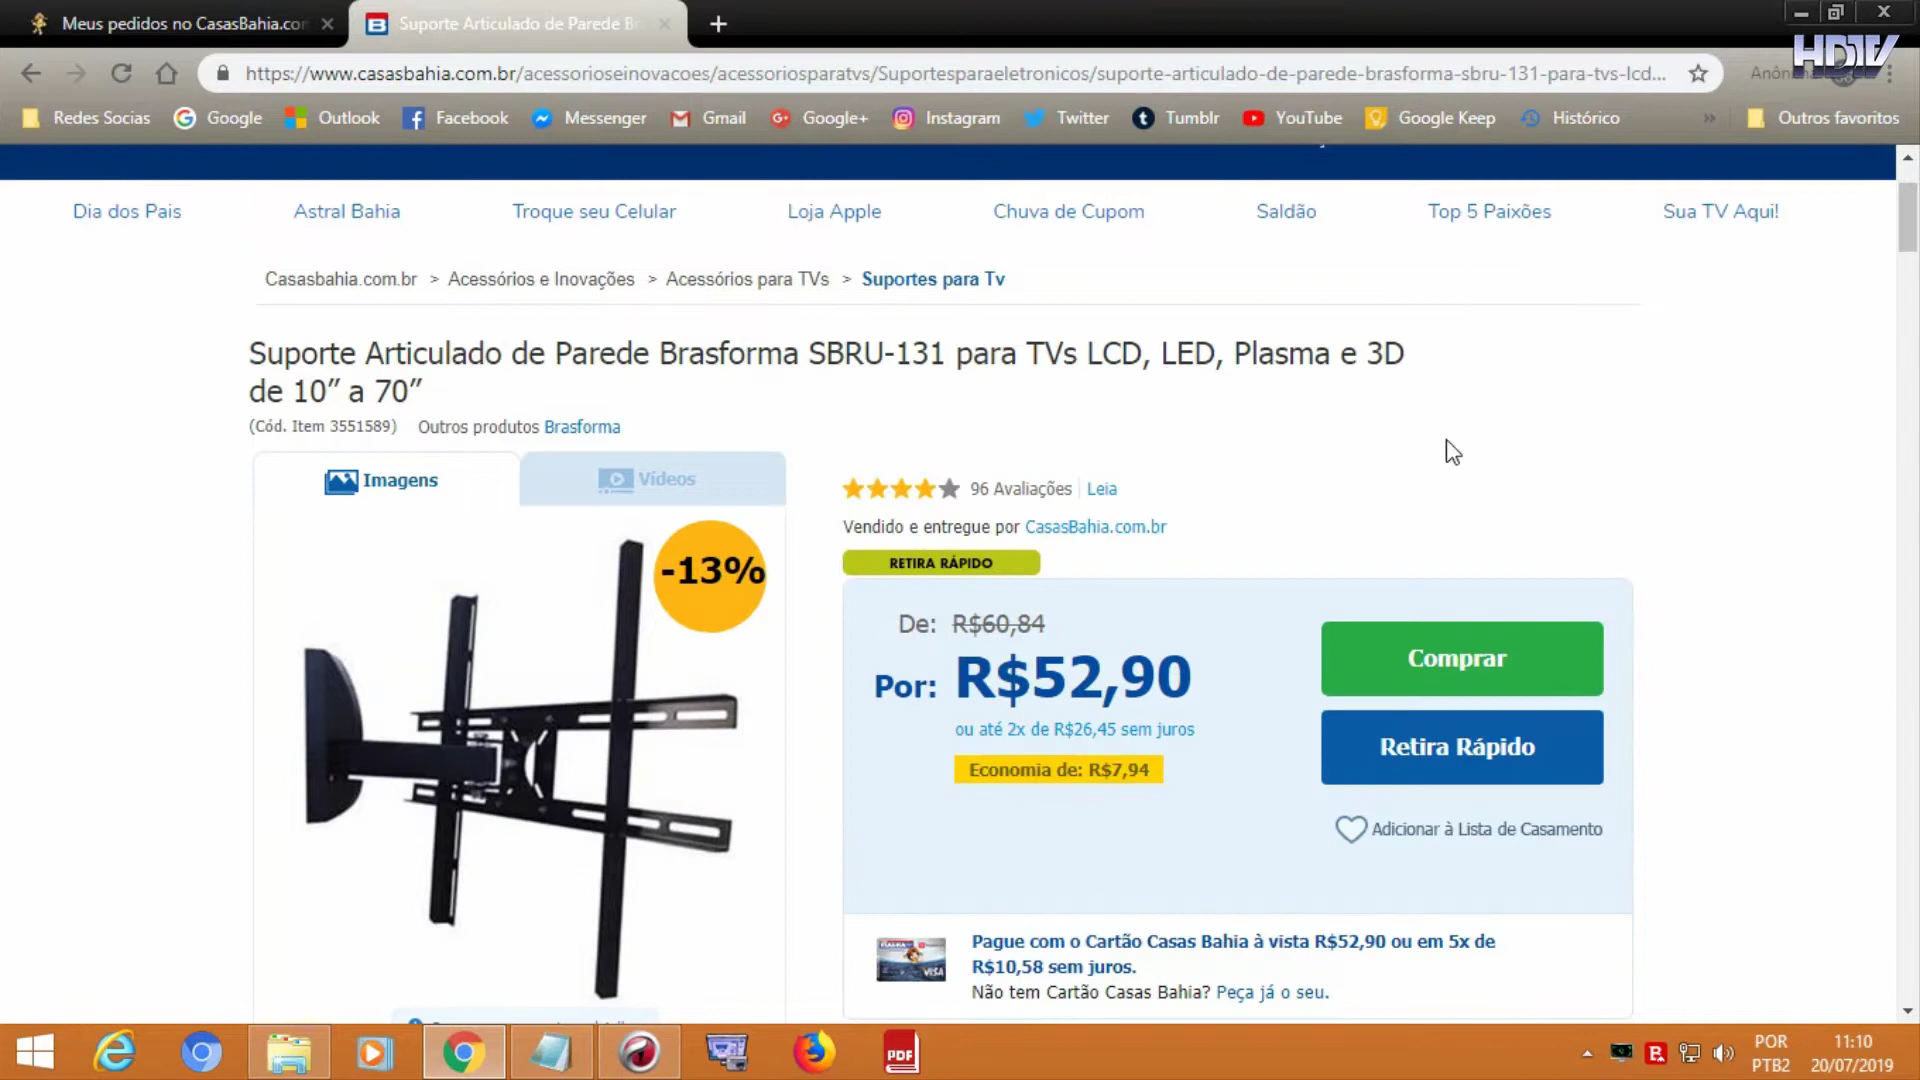 Meus pedidos no CasasBahia.co
Suporte Articulado de Parede B
HDTV
https://www.casasbahia.com.br/acessorioseinovacoes/acessoriosparatvs/Suportesparaeletronicos/suporte-articulado-de-parede-brasforma-sbru-131-para-tvs-lcd...
Redes Socias Google Outlook Facebook Messenger Gmail Google+ Instagram Twitter Tumblr YouTube Google Keep Histórico » Outros favoritos
Dia dos Pais Astral Bahia Troque seu Celular Loja Apple Chuva de Cupom Saldão Top 5 Paixões Sua TV Aqui!
Casasbahia.com.br > Acessórios e Inovações > Acessórios para TVs > Suportes para Tv
Suporte Articulado de Parede Brasforma SBRU-131 para TVs LCD, LED, Plasma e 3D
de 10” a 70”
(Cód. Item 3551589) Outros produtos Brasforma
Imagens Vídeos
-13%
96 Avaliações | Leia
Vendido e entregue por CasasBahia.com.br
RETIRA RÁPIDO
De: R$60,84
Por: R$52,90
ou até 2x de R$26,45 sem juros
Economia de: R$7,94
Comprar
Retira Rápido
Adicionar à Lista de Casamento
VISA
Pague com o Cartão Casas Bahia à vista R$52,90 ou em 5x de
R$10,58 sem juros.
Não tem Cartão Casas Bahia? Peça já o seu.
PDF
POR
PTB2
11:10
20/07/2019